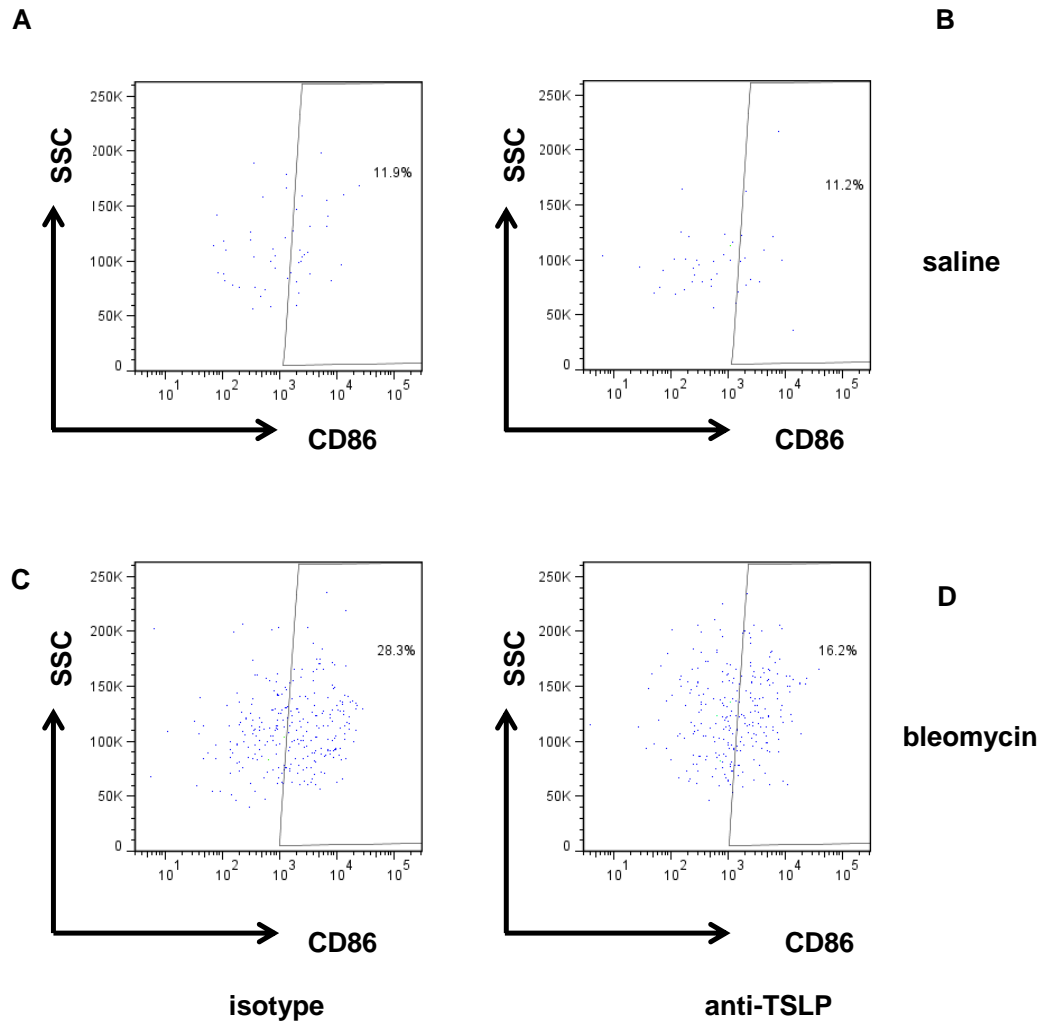 A
B
250K
200K
150K
100K
50K
0
SSC
11.9%
10^1 10^2 10^3 10^4 10^5
CD86
250K
200K
150K
100K
50K
0
SSC
11.2%
10^1 10^2 10^3 10^4 10^5
CD86
saline
C
250K
200K
150K
100K
50K
0
SSC
28.3%
10^1 10^2 10^3 10^4 10^5
CD86
D
250K
200K
150K
100K
50K
0
SSC
16.2%
10^1 10^2 10^3 10^4 10^5
CD86
bleomycin
isotype
anti-TSLP